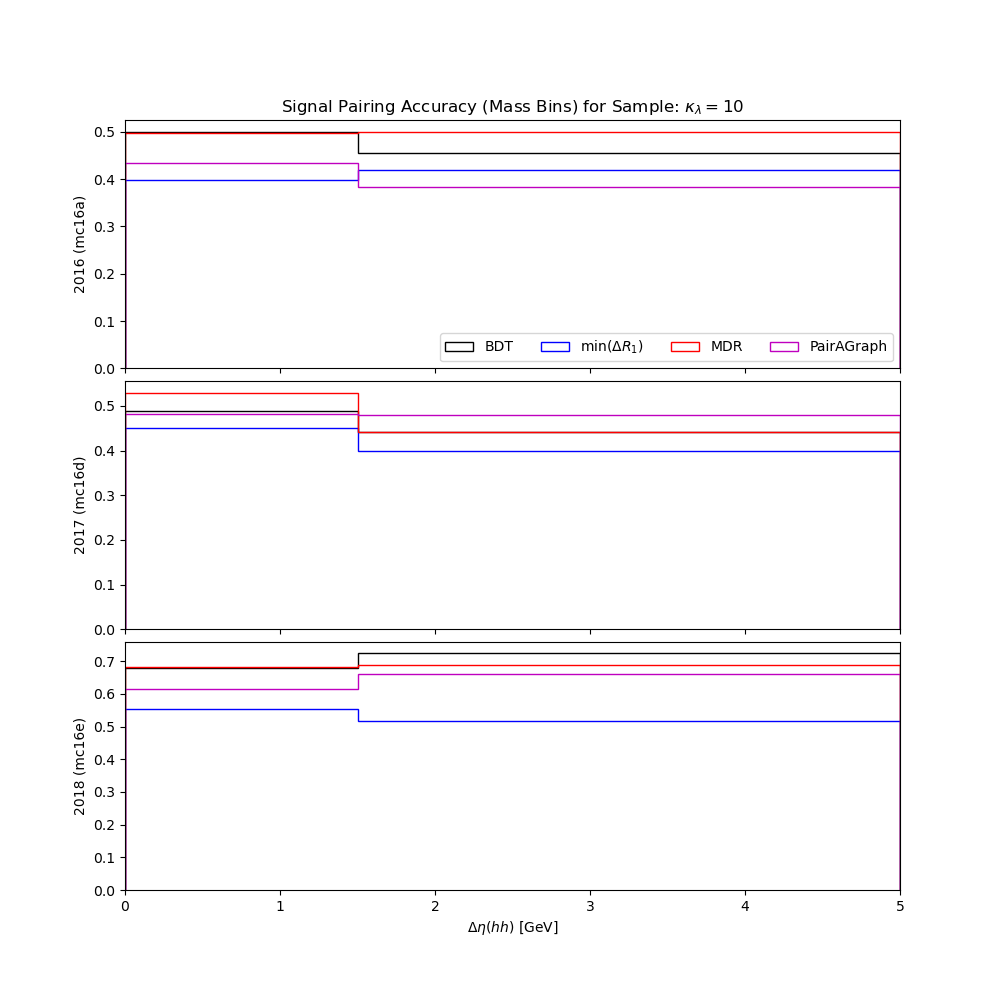 Signal Pairing Accuracy (Mass Bins) for Sample: κλ = 10
0.5
0.4
0.3
0.2
0.1
0.0
2016 (mc16a)
BDT min(ΔR1) MDR PairAGraph
0.5
0.4
0.3
0.2
0.1
0.0
2017 (mc16d)
0.7
0.6
0.5
0.4
0.3
0.2
0.1
0.0
2018 (mc16e)
0 1 2 3 4 5
Δη(hh) [GeV]